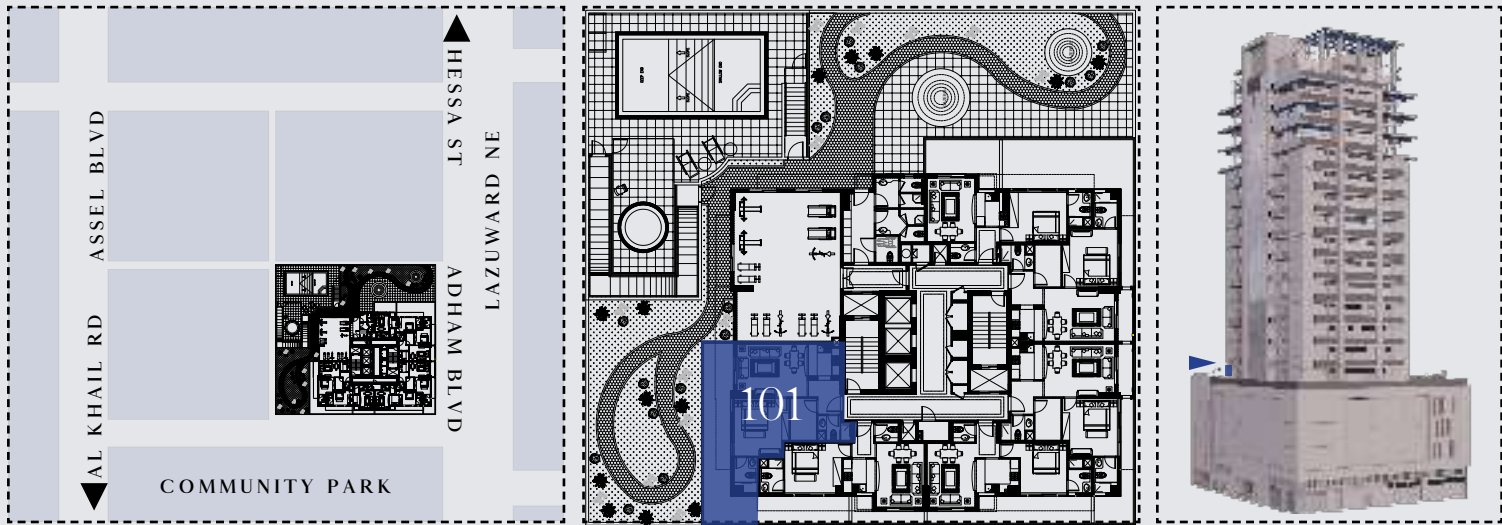 HESSA ST
ASSEL BLVD
LAZUWARD NE
AL KHAIL RD
ADHAM BLVD
COMMUNITY PARK
101